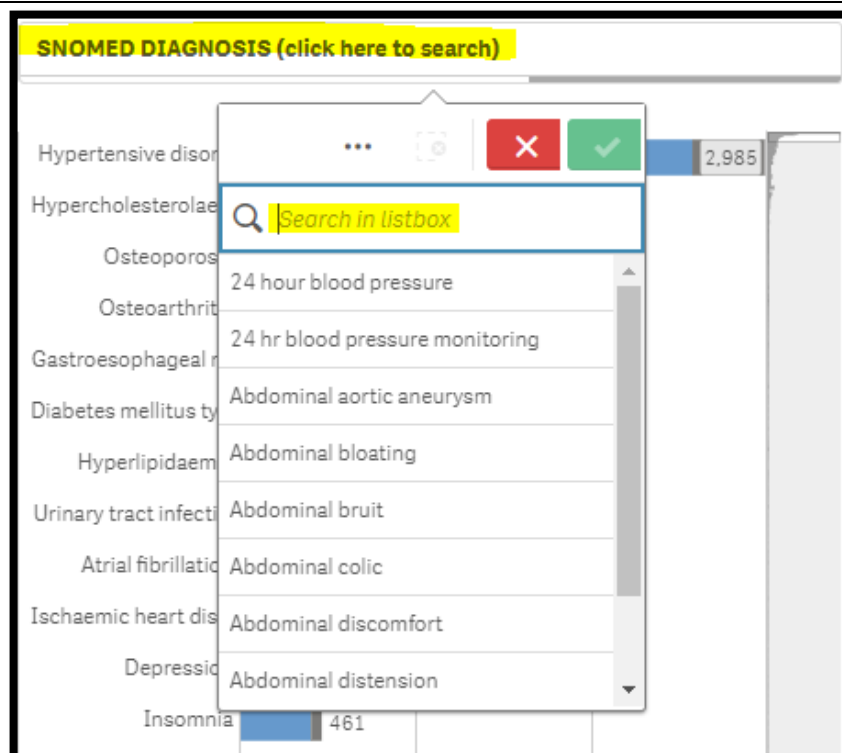 SNOMED DIAGNOSIS (click here to search)
Hypertensive disor
2,985
Hypercholesterolae
Search in listbox
Osteoporos
24 hour blood pressure
Osteoarthrit
24 hr blood pressure monitoring
Gastroesophageal r
Abdominal aortic aneurysm
Diabetes mellitus ty
Abdominal bloating
Hyperlipidaem
Urinary tract infecti
Abdominal bruit
Atrial fibrillatio
Abdominal colic
Ischaemic heart dis
Abdominal discomfort
Depressio
Abdominal distension
Insomnia
461